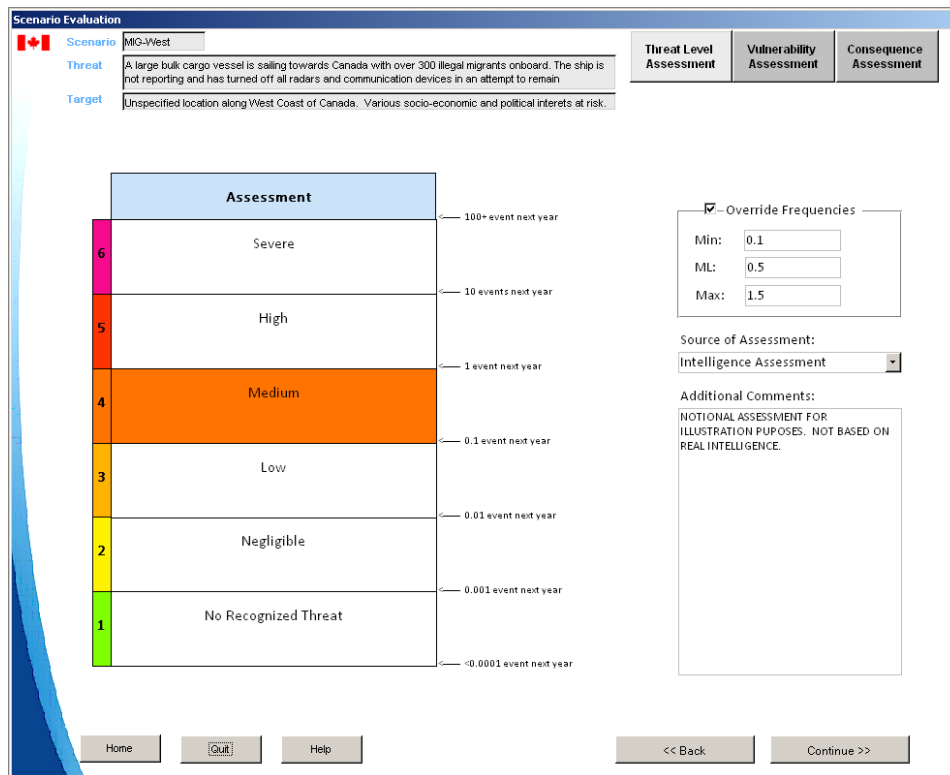 Scenario Evaluation
Scenario MIG-West
Threat A large bulk cargo vessel is sailing towards Canada with over 300 illegal migrants onboard. The ship is
not reporting and has turned off all radars and communication devices in an attempt to remain
Target Unspecified location along West Coast of Canada. Various socio-economic and political interets at risk.
Threat Level
Assessment
Vulnerability
Assessment
Consequence
Assessment
Assessment
<— 100+ event next year
6 Severe
<— 10 events next year
5 High
<— 1 event next year
4 Medium
<— 0.1 event next year
3 Low
<— 0.01 event next year
2 Negligible
<— 0.001 event next year
1 No Recognized Threat
<— <0.0001 event next year
Override Frequencies
Min: 0.1
ML: 0.5
Max: 1.5
Source of Assessment:
Intelligence Assessment
Additional Comments:
NOTIONAL ASSESSMENT FOR
ILLUSTRATION PUPOSES. NOT BASED ON
REAL INTELLIGENCE.
Home
Quit
Help
<< Back
Continue >>